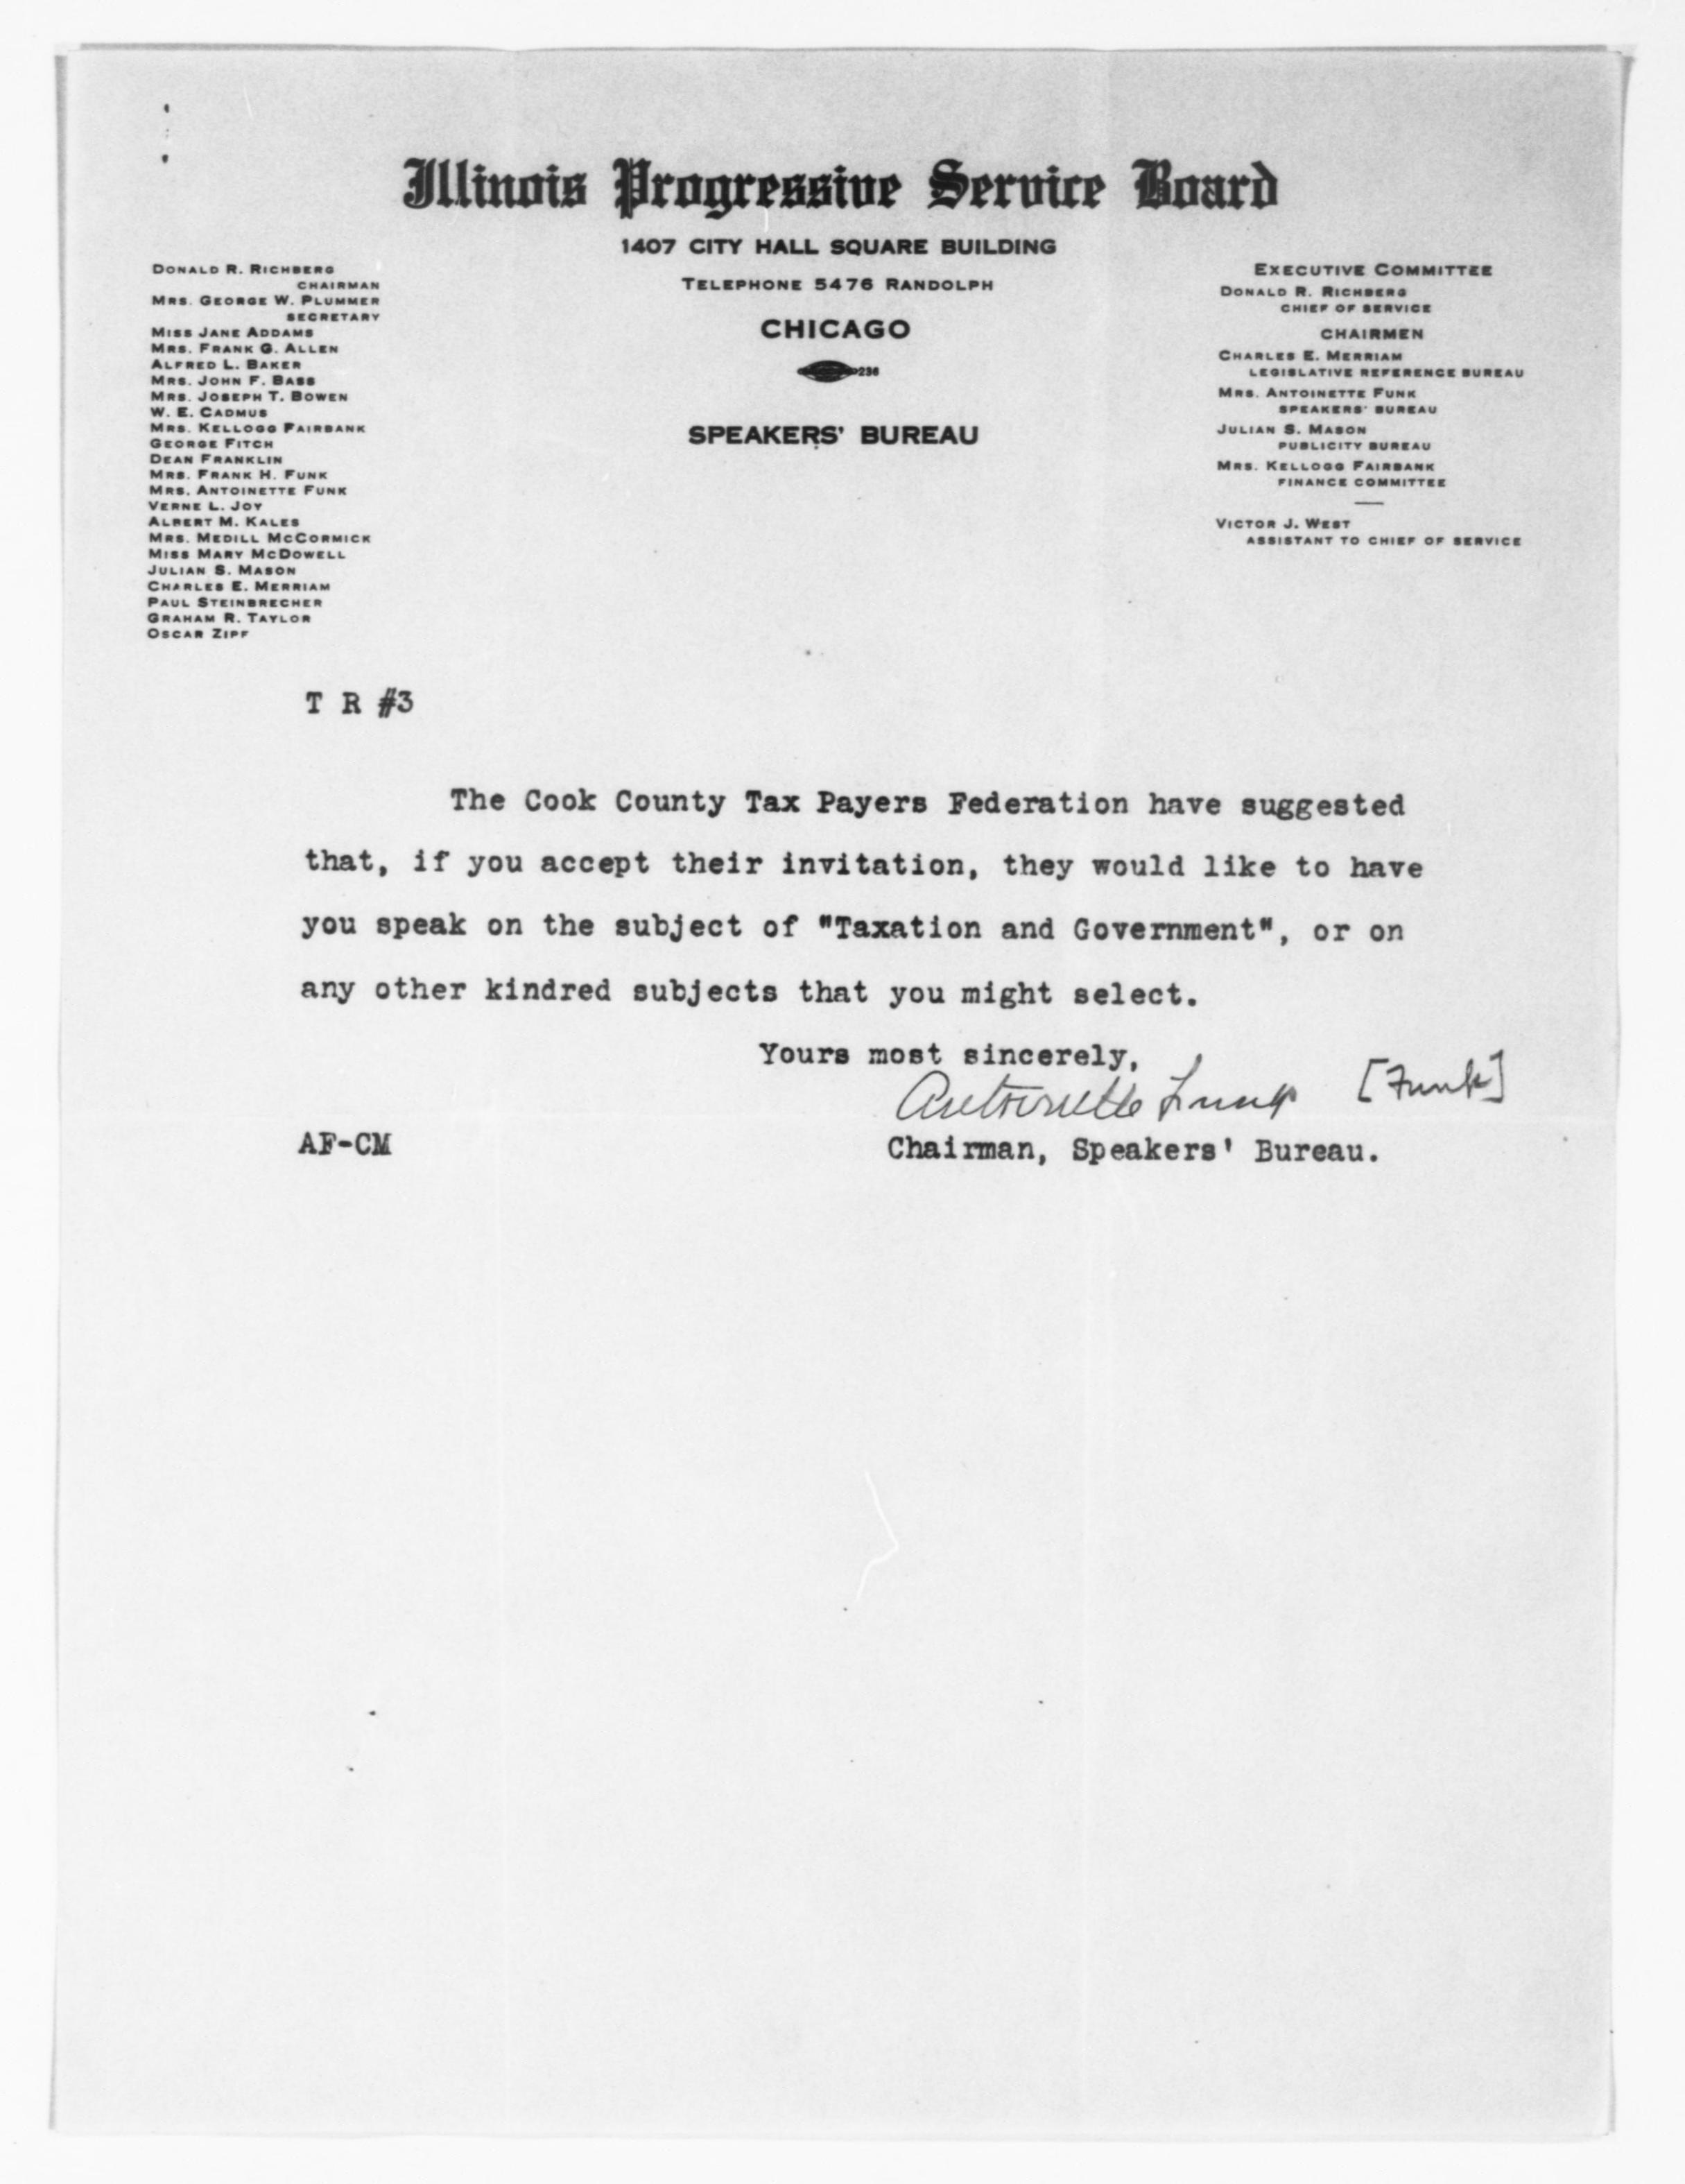 Illinois Progressive Service Board
1407 CITY HALL SQUARE BUILDING
TELEPHONE 5476 RANDOLPH
CHICAGO
236
SPEAKERS' BUREAU
DONALD R. RICHBERG
CHAIRMAN
MRS. GEORGE W. PLUMMER
SECRETARY
MISS JANE ADDAMS
MRS. FRANK G. ALLEN
ALFRED L. BAKER
MRS. JOHN F. BASS
MRS. JOSEPH T. BOWEN
W. E. CADMUS
MRS. KELLOGG FAIRBANK
GEORGE FITCH
DEAN FRANKLIN
MRS. FRANK H. FUNK
MRS. ANTOINETTE FUNK
VERNE L. JOY
ALBERT M. KALES
MRS. MEDILL MCCORMICK
MISS MARY MCDOWELL
JULIAN S. MASON
CHARLES E. MERRIAM
PAUL STEINBRECHER
GRAHAM R. TAYLOR
OSCAR ZIPF
EXECUTIVE COMMITTEE
DONALD R. RICHBERG
CHIEF OF SERVICE
CHAIRMEN
CHARLES E. MERRIAM
LEGISLATIVE REFERENCE BUREAU
MRS. ANTOINETTE FUNK
SPEAKERS' BUREAU
JULIAN S. MASON
PUBLICITY BUREAU
MRS. KELLOGG FAIRBANK
FINANCE COMMITTEE
VICTOR J. WEST
ASSISTANT TO CHIEF OF SERVICE
T R #3
The Cook County Tax Payers Federation have suggested
that, if you accept their invitation, they would like to have
you speak on the subject of "Taxation and Government", or on
any other kindred subjects that you might select.
Yours most sincerely,
Antoinette Funk [Funk]
AF-CM Chairman, Speakers' Bureau.